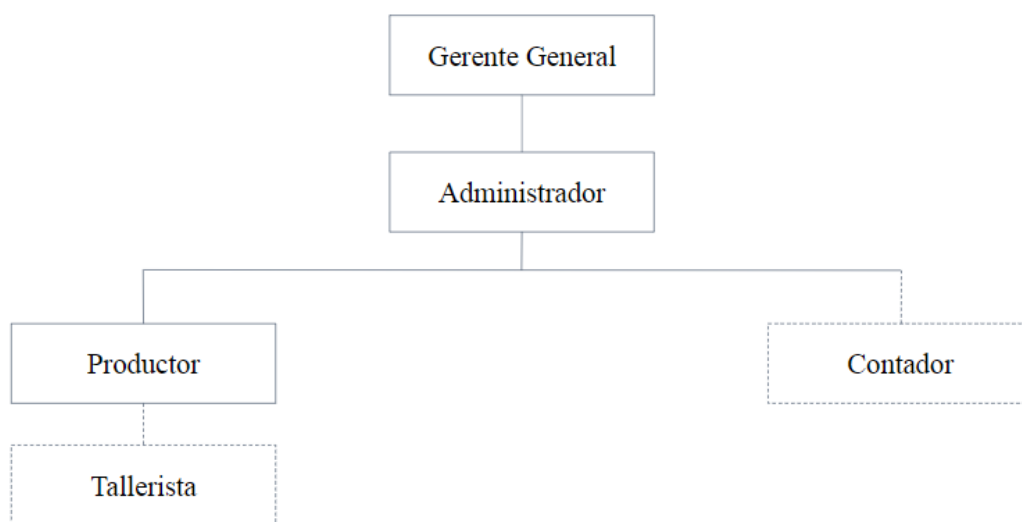 Gerente General
Administrador
Productor
Contador
Tallerista